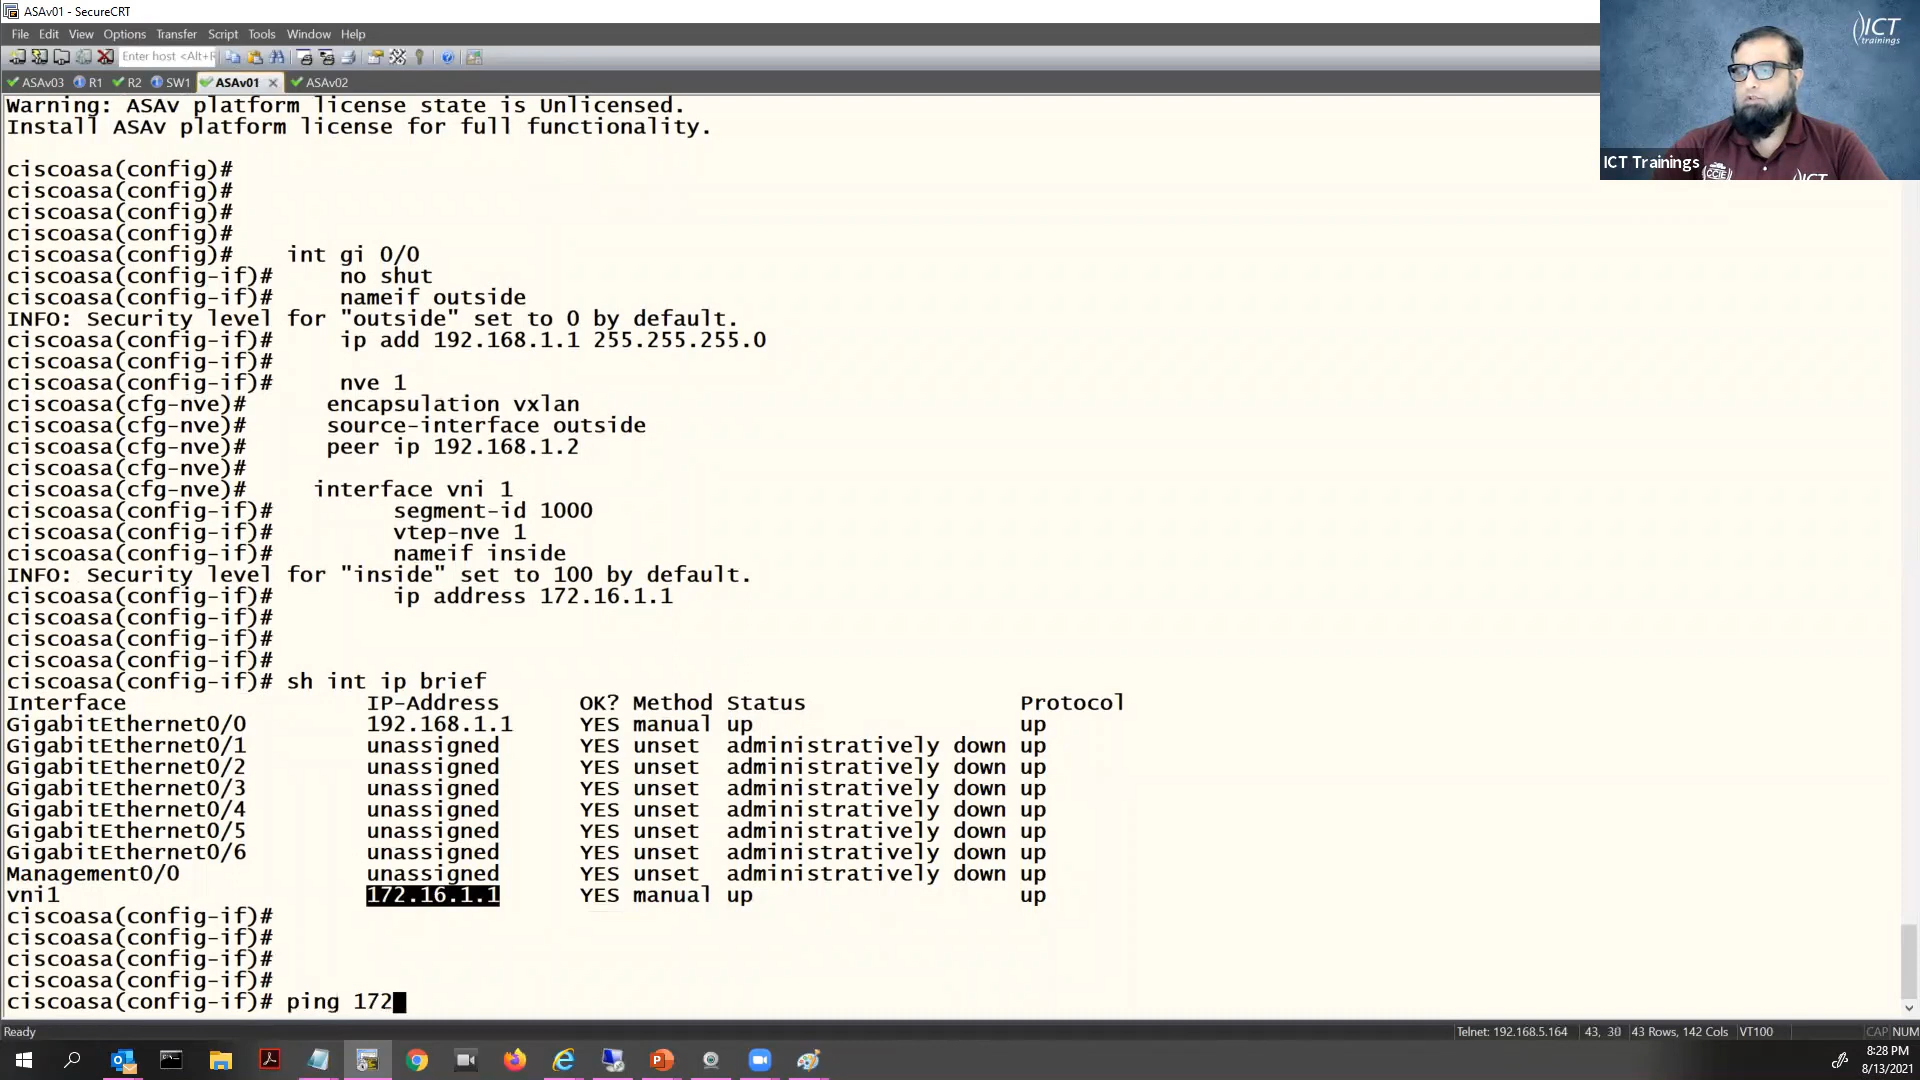 ASAv01 - SecureCRT
File Edit View Options Transfer Script Tools Window Help
Enter host <Alt+R
ASAv03 R1 R2 SW1 ASAv01 ASAv02
Warning: ASAv platform license state is Unlicensed.
Install ASAv platform license for full functionality.
ciscoasa(config)#
ciscoasa(config)#
ciscoasa(config)#
ciscoasa(config)#
ciscoasa(config)# int gi 0/0
ciscoasa(config-if)# no shut
ciscoasa(config-if)# nameif outside
INFO: Security level for "outside" set to 0 by default.
ciscoasa(config-if)# ip add 192.168.1.1 255.255.255.0
ciscoasa(config-if)#
ciscoasa(config-if)# nve 1
ciscoasa(cfg-nve)# encapsulation vxlan
ciscoasa(cfg-nve)# source-interface outside
ciscoasa(cfg-nve)# peer ip 192.168.1.2
ciscoasa(cfg-nve)#
ciscoasa(cfg-nve)# interface vni 1
ciscoasa(config-if)# segment-id 1000
ciscoasa(config-if)# vtep-nve 1
ciscoasa(config-if)# nameif inside
INFO: Security level for "inside" set to 100 by default.
ciscoasa(config-if)# ip address 172.16.1.1
ciscoasa(config-if)#
ciscoasa(config-if)#
ciscoasa(config-if)#
ciscoasa(config-if)# sh int ip brief
Interface IP-Address OK? Method Status Protocol
GigabitEthernet0/0 192.168.1.1 YES manual up up
GigabitEthernet0/1 unassigned YES unset administratively down up
GigabitEthernet0/2 unassigned YES unset administratively down up
GigabitEthernet0/3 unassigned YES unset administratively down up
GigabitEthernet0/4 unassigned YES unset administratively down up
GigabitEthernet0/5 unassigned YES unset administratively down up
GigabitEthernet0/6 unassigned YES unset administratively down up
Management0/0 unassigned YES unset administratively down up
vni1 172.16.1.1 YES manual up up
ciscoasa(config-if)#
ciscoasa(config-if)#
ciscoasa(config-if)#
ciscoasa(config-if)#
ciscoasa(config-if)# ping 172
ICT
trainings
ICT Trainings
CCIE
ICT
Ready
Telnet: 192.168.5.164 43, 30 43 Rows, 142 Cols VT100 CAP NUM
8:28 PM
8/13/2021